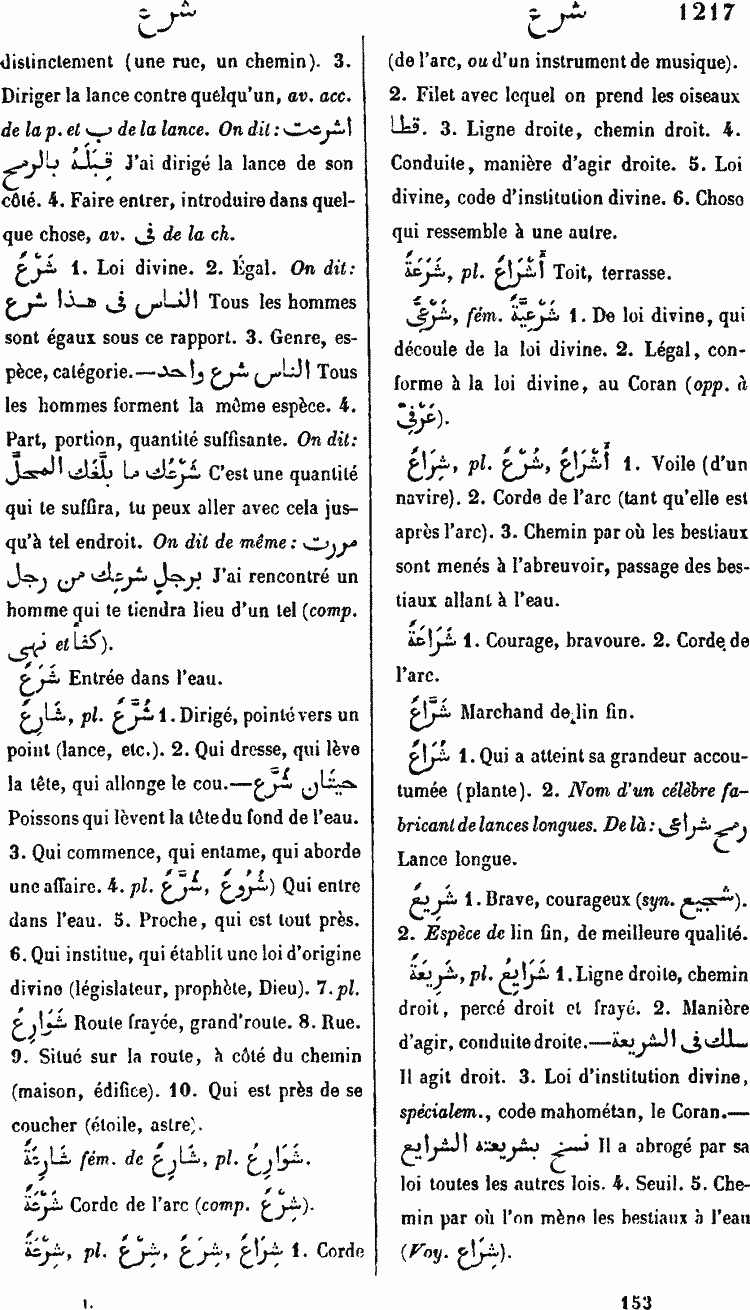 شرع
شرع 1217
distinctement (une rue, un chemin). 3.
Diriger la lance contre quelqu'un, av. acc.
de la p. et ب de la lance. On dit: اشرعت
قِبَلَهُ بالرمح J'ai dirigé la lance de son
côté. 4. Faire entrer, introduire dans quel-
que chose, av. فى de la ch.
شَرْعٌ 1. Loi divine. 2. Égal. On dit:
الناس فى هذا شرع Tous les hommes
sont égaux sous ce rapport. 3. Genre, es-
pèce, catégorie.—الناس شرع واحد Tous
les hommes forment la même espèce. 4.
Part, portion, quantité suffisante. On dit:
شَرْعُك ما بلّغك المحلّ C'est une quantité
qui te suffira, tu peux aller avec cela jus-
qu'à tel endroit. On dit de même: مررت
برجلٍ شرعِك من رجل J'ai rencontré un
homme qui te tiendra lieu d'un tel (comp.
كفا et نهى).
شَرَعٌ Entrée dans l'eau.
شَارِعٌ, pl. شُرَّعٌ 1. Dirigé, pointé vers un
point (lance, etc.). 2. Qui dresse, qui lève
la tête, qui allonge le cou.—حيتان شُرَّع
Poissons qui lèvent la tête du fond de l'eau.
3. Qui commence, qui entame, qui aborde
une affaire. 4. pl. شُرَّعٌ, شُرُوعٌ) Qui entre
dans l'eau. 5. Proche, qui est tout près.
6. Qui institue, qui établit une loi d'origine
divine (législateur, prophète, Dieu). 7. pl.
شَوَارِعُ Route frayée, grand'route. 8. Rue.
9. Situé sur la route, à côté du chemin
(maison, édifice). 10. Qui est près de se
coucher (étoile, astre).
شَارِعَةٌ fém. de شَارِعٌ, pl. شَوَارِعُ.
شَرْعَةٌ Corde de l'arc (comp. شِرْعٌ).
شِرْعَةٌ, pl. شِرْعٌ, شِرَعٌ, شِرَاعٌ 1. Corde
(de l'arc, ou d'un instrument de musique).
2. Filet avec lequel on prend les oiseaux
قطا. 3. Ligne droite, chemin droit. 4.
Conduite, manière d'agir droite. 5. Loi
divine, code d'institution divine. 6. Chose
qui ressemble à une autre.
شَرَعَةٌ, pl. أَشْرَاعٌ Toit, terrasse.
شَرْعِىٌّ, fém. شَرْعِيَّةٌ 1. De loi divine, qui
découle de la loi divine. 2. Légal, con-
forme à la loi divine, au Coran (opp. à
عُرْفِىّ).
شِرَاعٌ, pl. شُرُعٌ, أَشْرِعَةٌ 1. Voile (d'un
navire). 2. Corde de l'arc (tant qu'elle est
après l'arc). 3. Chemin par où les bestiaux
sont menés à l'abreuvoir, passage des bes-
tiaux allant à l'eau.
شَرَاعَةٌ 1. Courage, bravoure. 2. Corde de
l'arc.
شَرَّاعٌ Marchand de lin fin.
شُرَاعٌ 1. Qui a atteint sa grandeur accou-
tumée (plante). 2. Nom d'un célèbre fa-
bricant de lances longues. De là: رمح شراعى
Lance longue.
شَرِيعٌ 1. Brave, courageux (syn. شجيع).
2. Espèce de lin fin, de meilleure qualité.
شَرِيعَةٌ, pl. شَرَايِعُ 1. Ligne droite, chemin
droit, percé droit et frayé. 2. Manière
d'agir, conduite droite.—سلك فى الشريعة
Il agit droit. 3. Loi d'institution divine,
spécialem., code mahométan, le Coran.—
نسخ بشريعته الشرايع Il a abrogé par sa
loi toutes les autres lois. 4. Seuil. 5. Che-
min par où l'on mène les bestiaux à l'eau
(Voy. شِرَاع).
I. 153